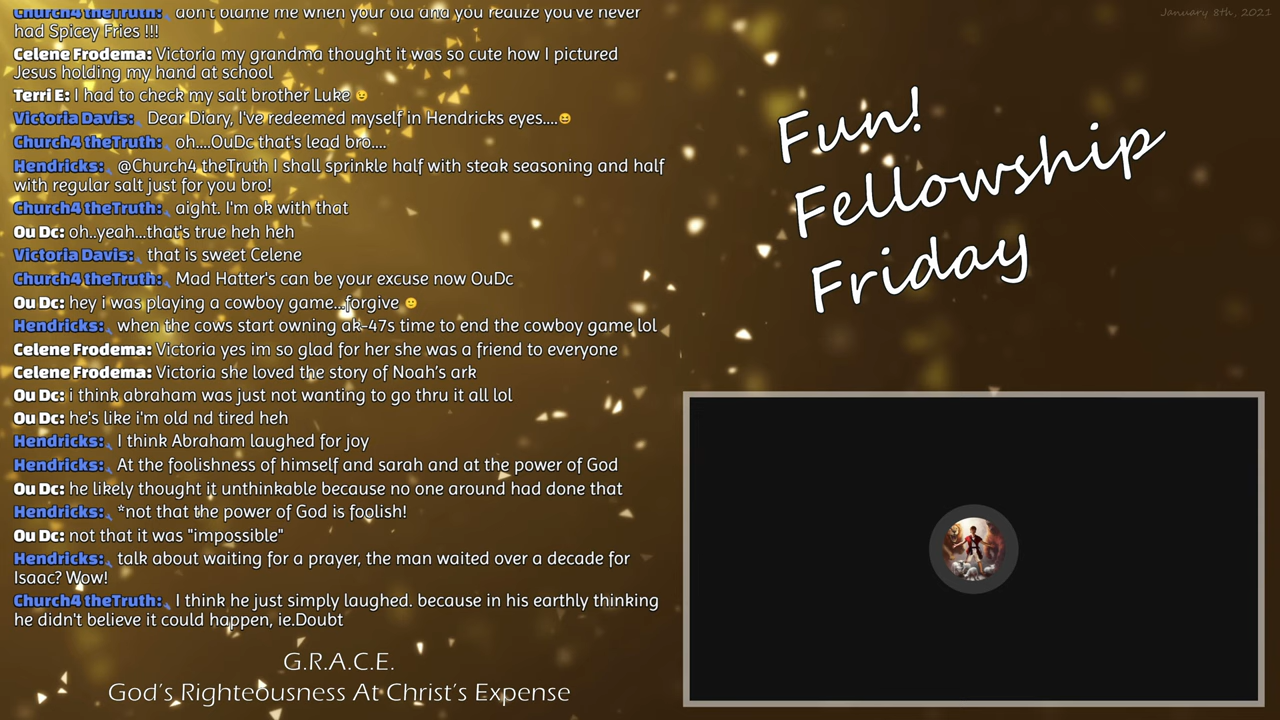 Church4 theTruth: don't blame me when your old and you realize you've never
had Spicey Fries !!!
Celene Frodema: Victoria my grandma thought it was so cute how I pictured
Jesus holding my hand at school
Terri E: I had to check my salt brother Luke
Victoria Davis: Dear Diary, I've redeemed myself in Hendricks eyes....
Church4 theTruth: oh....OuDc that's lead bro....
Hendricks: @Church4 theTruth I shall sprinkle half with steak seasoning and half
with regular salt just for you bro!
Church4 theTruth: aight. I'm ok with that
Ou Dc: oh..yeah...that's true heh heh
Victoria Davis: that is sweet Celene
Church4 theTruth: Mad Hatter's can be your excuse now OuDc
Ou Dc: hey i was playing a cowboy game...forgive
Hendricks: when the cows start owning ak-47s time to end the cowboy game lol
Celene Frodema: Victoria yes im so glad for her she was a friend to everyone
Celene Frodema: Victoria she loved the story of Noah's ark
Ou Dc: i think abraham was just not wanting to go thru it all lol
Ou Dc: he's like i'm old nd tired heh
Hendricks: I think Abraham laughed for joy
Hendricks: At the foolishness of himself and sarah and at the power of God
Ou Dc: he likely thought it unthinkable because no one around had done that
Hendricks: *not that the power of God is foolish!
Ou Dc: not that it was "impossible"
Hendricks: talk about waiting for a prayer, the man waited over a decade for
Isaac? Wow!
Church4 theTruth: I think he just simply laughed. because in his earthly thinking
he didn't believe it could happen, ie.Doubt
G.R.A.C.E.
God's Righteousness At Christ's Expense
January 8th, 2021
Fun!
Fellowship
Friday